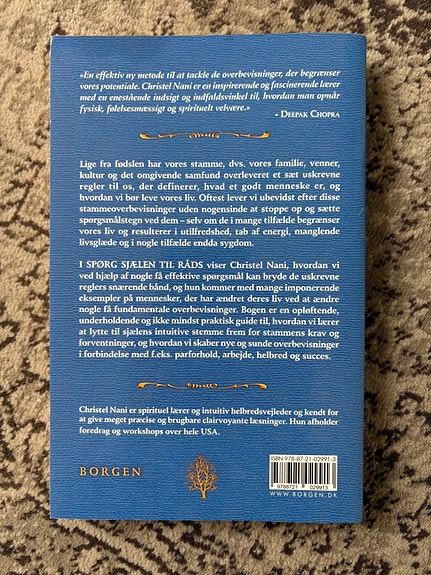 »En effektiv ny metode til at tackle de overbevisninger, der begrænser
vores potentiale. Christel Nani er en inspirerende og fascinerende lærer
med en enestående indsigt og indfaldsvinkel til, hvordan man opnår
fysisk, følelsesmæssigt og spirituelt velvære.«
– DEEPAK CHOPRA
Lige fra fødslen har vores stamme, dvs. vores familie, venner,
kultur og det omgivende samfund overleveret et sæt uskrevne
regler til os, der definerer, hvad et godt menneske er, og
hvordan vi bør leve vores liv. Oftest lever vi ubevidst efter disse
stammeoverbevisninger uden nogensinde at stoppe op og sætte
spørgsmålstegn ved dem – selv om de i mange tilfælde begrænser
vores liv og resulterer i utilfredshed, tab af energi, manglende
livsglæde og i nogle tilfælde endda sygdom.
I SPØRG SJÆLEN TIL RÅDS viser Christel Nani, hvordan vi
ved hjælp af nogle få effektive spørgsmål kan bryde de uskrevne
reglers snærende bånd, og hun kommer med mange imponerende
eksempler på mennesker, der har ændret deres liv ved at ændre
nogle få fundamentale overbevisninger. Bogen er en opløftende,
underholdende og ikke mindst praktisk guide til, hvordan vi lærer
at lytte til sjælens intuitive stemme frem for stammens krav og
forventninger, og hvordan vi skaber nye og sunde overbevisninger
i forbindelse med f.eks. parforhold, arbejde, helbred og succes.
Christel Nani er spirituel lærer og intuitiv helbredsvejleder og kendt for
at give meget præcise og brugbare clairvoyante læsninger. Hun afholder
foredrag og workshops over hele USA.
BORGEN
ISBN 978-87-21-02991-3
9788721 029913
WWW.BORGEN.DK